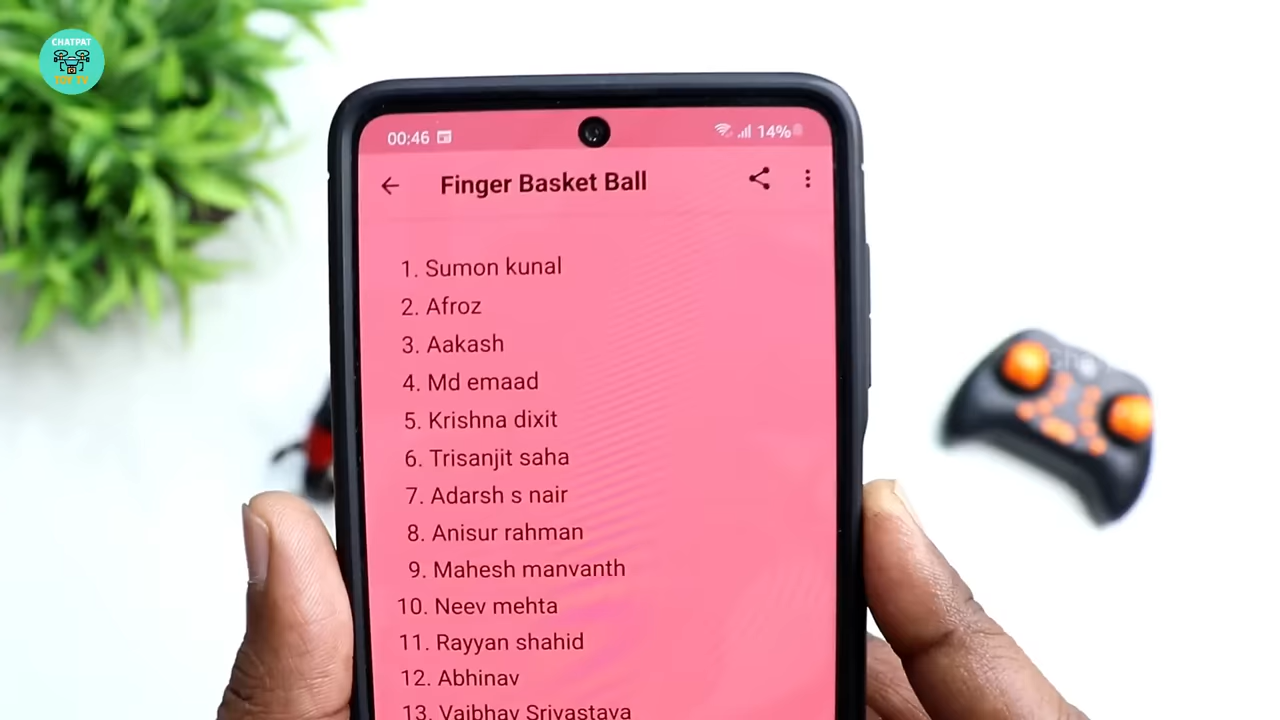 CHATPAT
TOY TV
00:46
14%
Finger Basket Ball
1. Sumon kunal
2. Afroz
3. Aakash
4. Md emaad
5. Krishna dixit
6. Trisanjit saha
7. Adarsh s nair
8. Anisur rahman
9. Mahesh manvanth
10. Neev mehta
11. Rayyan shahid
12. Abhinav
13. Vaibhav Srivastava